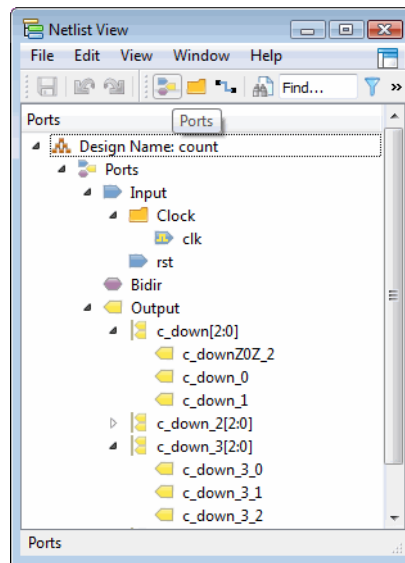 Netlist View
File Edit View Window Help
Find... »
Ports
Ports
Design Name: count
Ports
Input
Clock
clk
rst
Bidir
Output
c_down[2:0]
c_downZ0Z_2
c_down_0
c_down_1
c_down_2[2:0]
c_down_3[2:0]
c_down_3_0
c_down_3_1
c_down_3_2
Ports